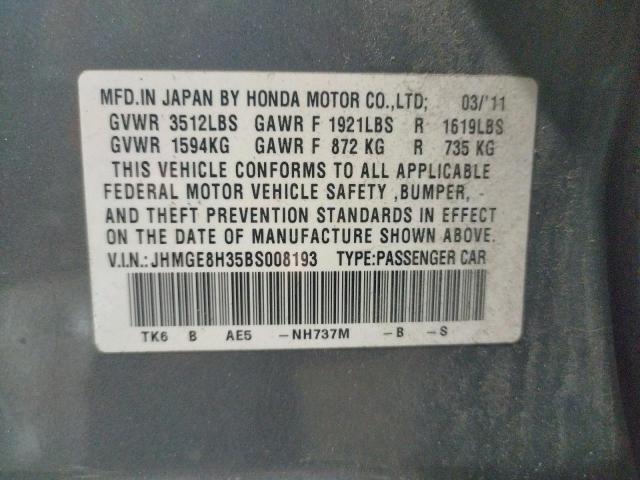 MFD.IN JAPAN BY HONDA MOTOR CO.,LTD; 03/'11
GVWR 3512LBS GAWR F 1921LBS R 1619LBS
GVWR 1594KG GAWR F 872 KG R 735 KG
THIS VEHICLE CONFORMS TO ALL APPLICABLE
FEDERAL MOTOR VEHICLE SAFETY ,BUMPER, -
AND THEFT PREVENTION STANDARDS IN EFFECT
ON THE DATE OF MANUFACTURE SHOWN ABOVE.
V.I.N.: JHMGE8H35BS008193 TYPE:PASSENGER CAR
TK6 B AE5 -NH737M -B -S